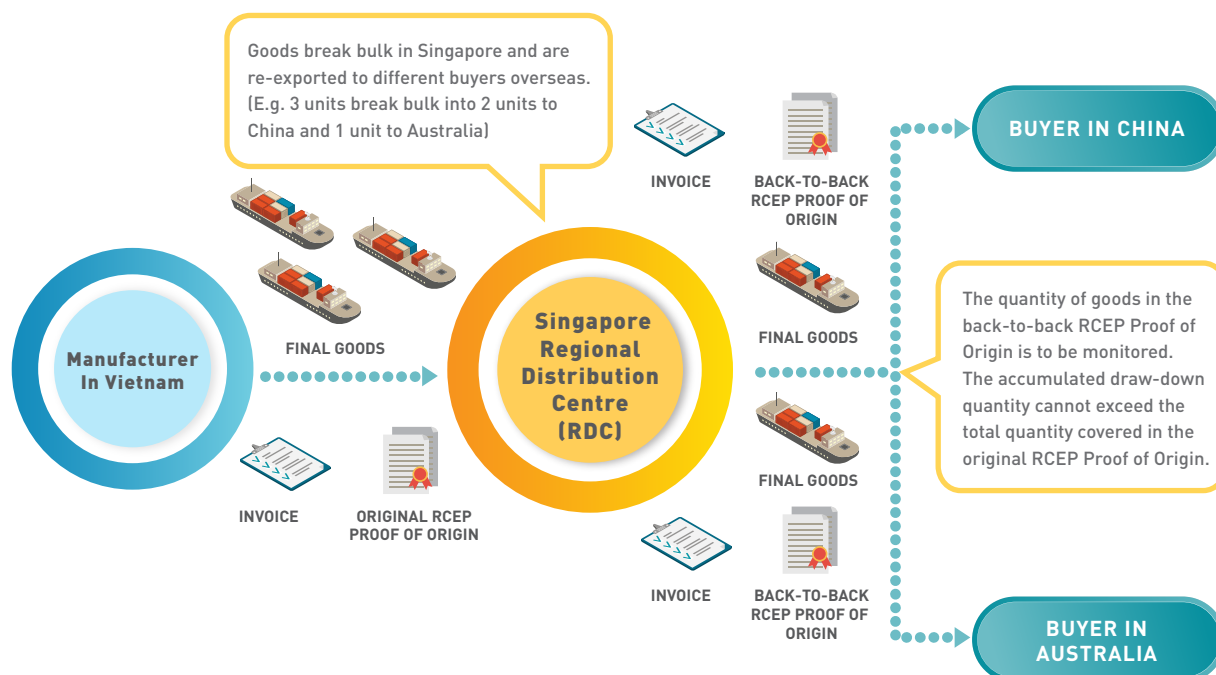 Goods break bulk in Singapore and are
re-exported to different buyers overseas.
(E.g. 3 units break bulk into 2 units to
China and 1 unit to Australia)
INVOICE
BACK-TO-BACK
RCEP PROOF OF
ORIGIN
BUYER IN CHINA
Manufacturer
In Vietnam
FINAL GOODS
INVOICE
ORIGINAL RCEP
PROOF OF ORIGIN
Singapore
Regional
Distribution
Centre
(RDC)
FINAL GOODS
FINAL GOODS
The quantity of goods in the
back-to-back RCEP Proof of
Origin is to be monitored.
The accumulated draw-down
quantity cannot exceed the
total quantity covered in the
original RCEP Proof of Origin.
INVOICE
BACK-TO-BACK
RCEP PROOF OF
ORIGIN
BUYER IN
AUSTRALIA